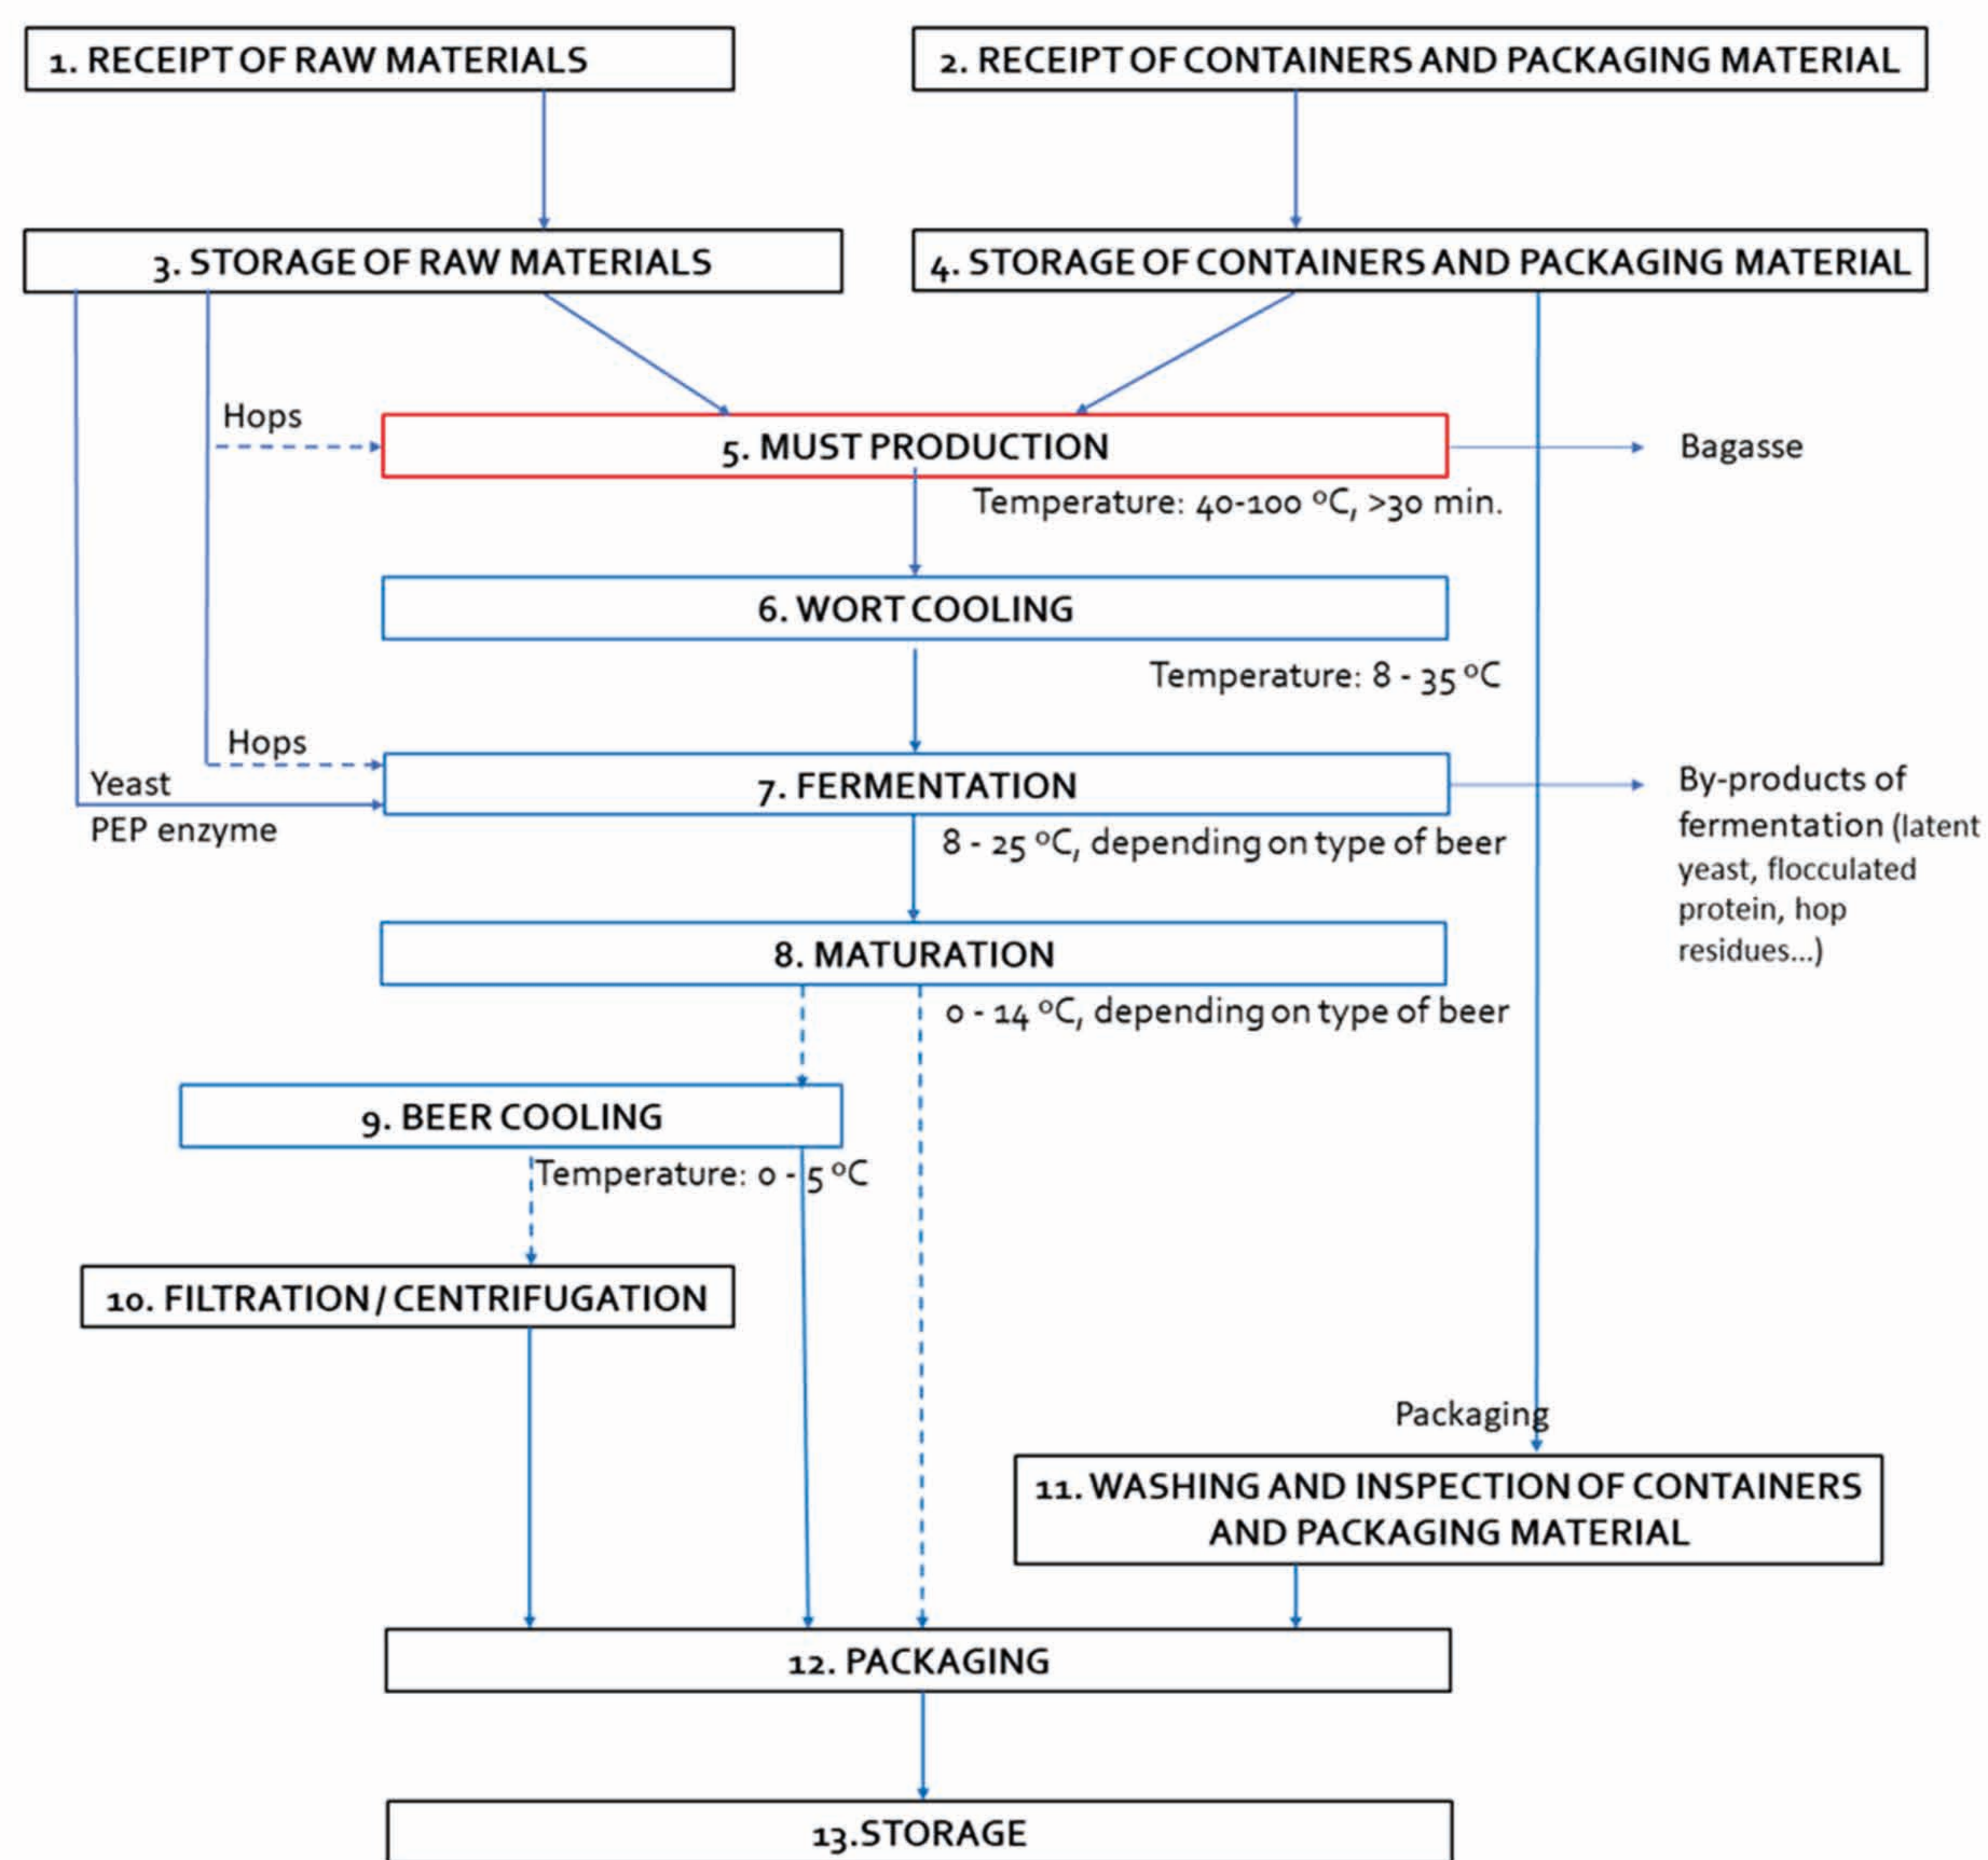 1. RECEIPT OF RAW MATERIALS
2. RECEIPT OF CONTAINERS AND PACKAGING MATERIAL
3. STORAGE OF RAW MATERIALS
4. STORAGE OF CONTAINERS AND PACKAGING MATERIAL
Hops
5. MUST PRODUCTION
Bagasse
Temperature: 40-100 ºC, >30 min.
6. WORT COOLING
Temperature: 8 - 35 ºC
Hops
Yeast
PEP enzyme
7. FERMENTATION
By-products of
fermentation (latent
yeast, flocculated
protein, hop
residues...)
8 - 25 ºC, depending on type of beer
8. MATURATION
0 - 14 ºC, depending on type of beer
9. BEER COOLING
Temperature: 0 - 5 ºC
10. FILTRATION / CENTRIFUGATION
Packaging
11. WASHING AND INSPECTION OF CONTAINERS
AND PACKAGING MATERIAL
12. PACKAGING
13.STORAGE